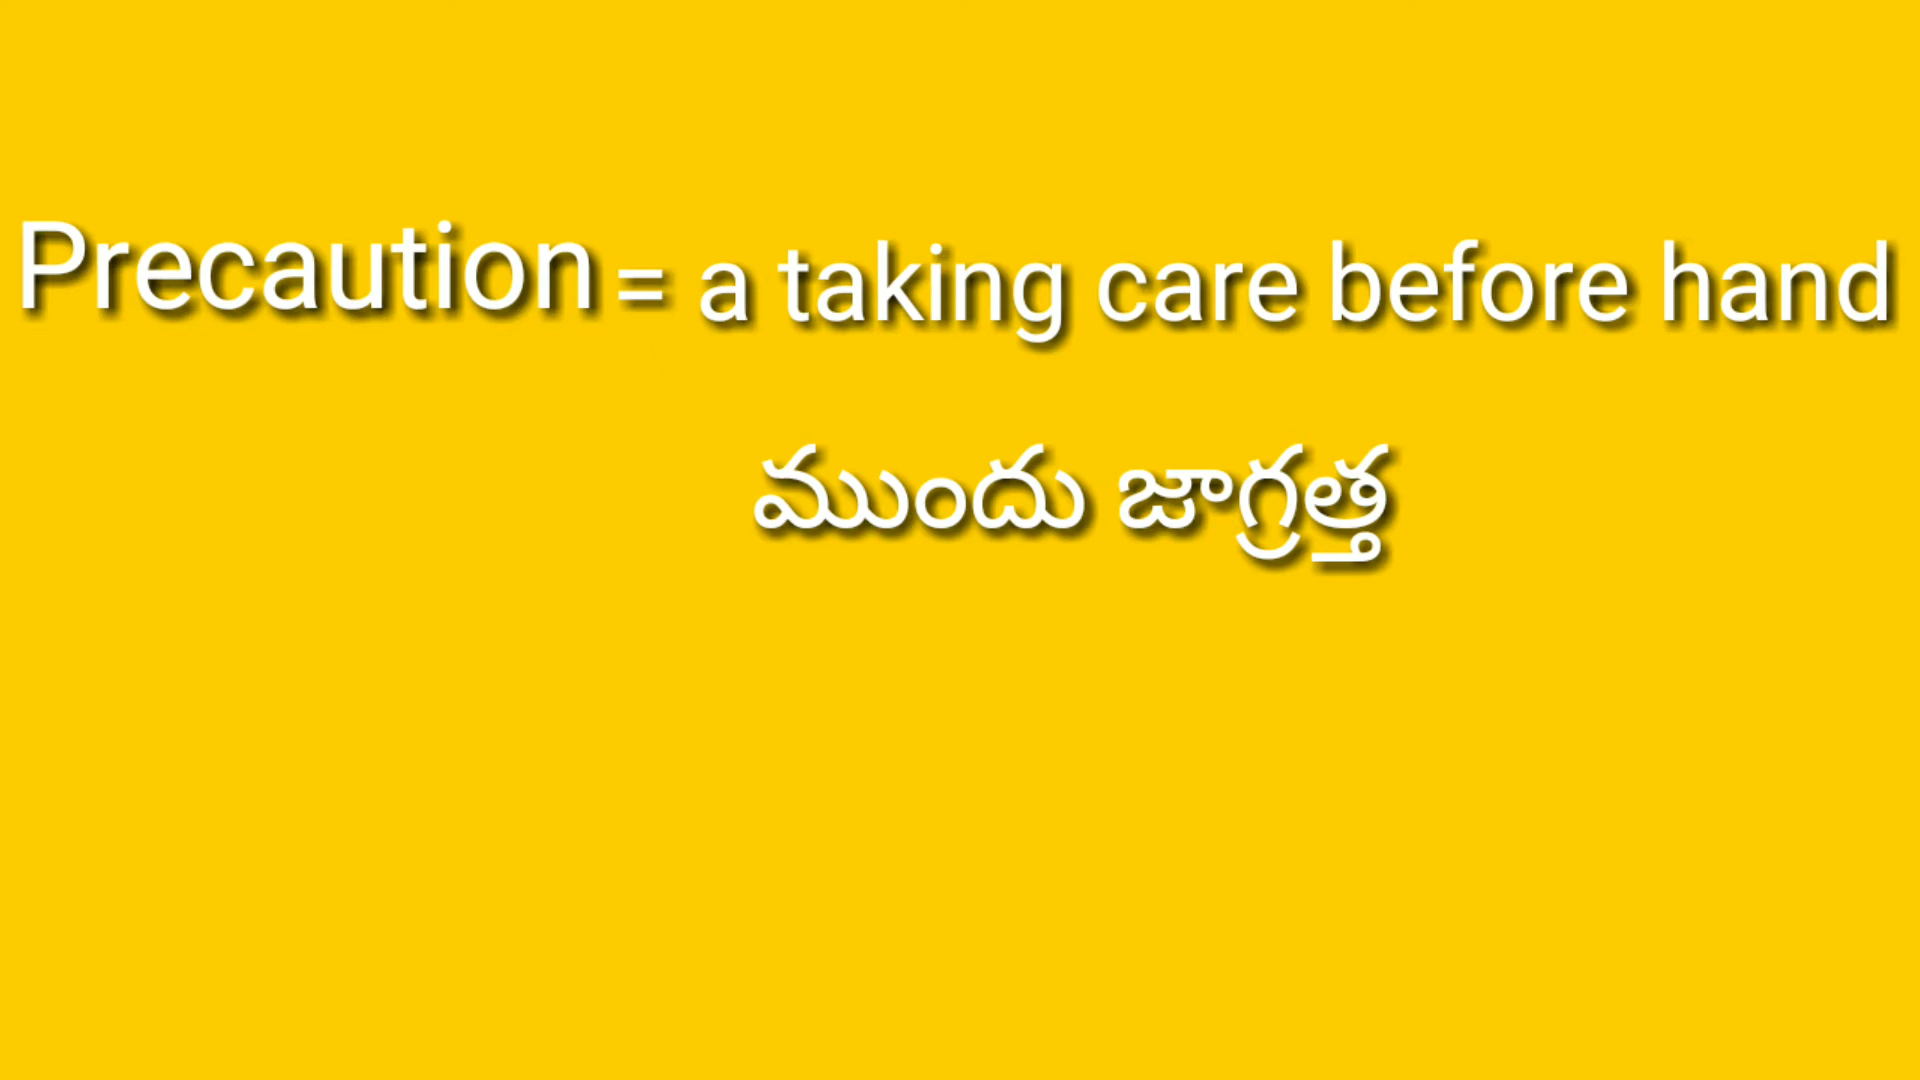 Precaution = a taking care before hand
ముందు జాగ్రత్త